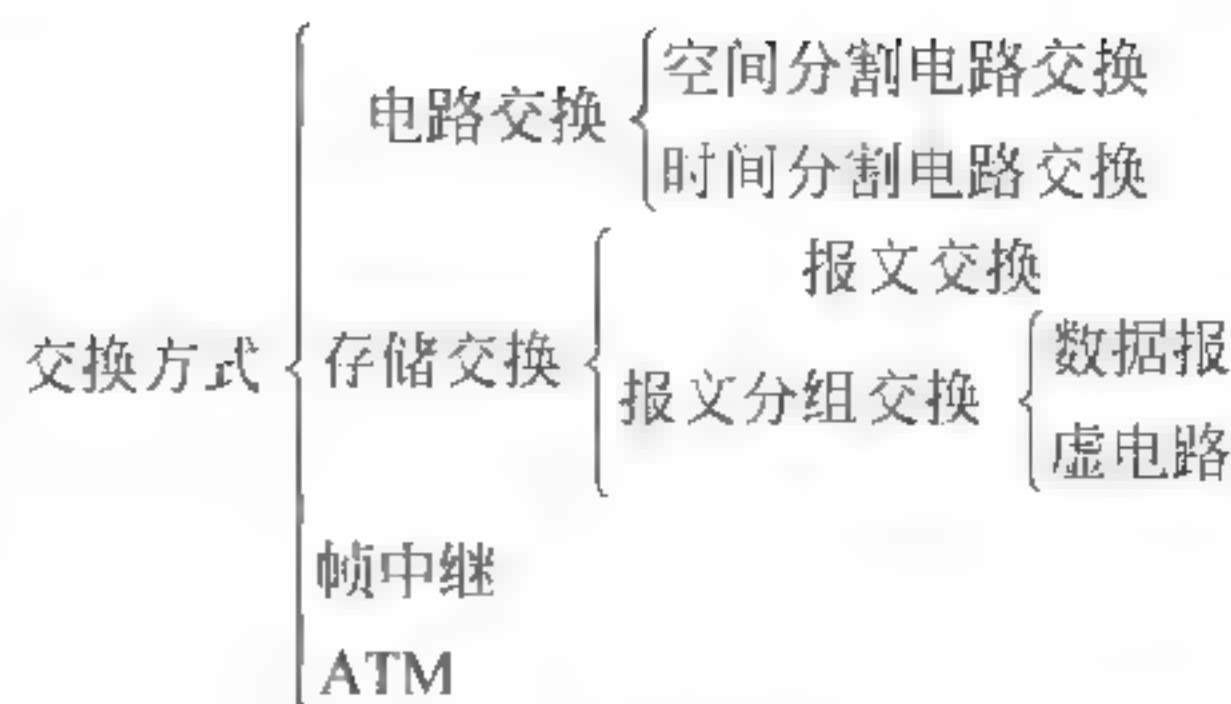 空间分割电路交换
电路交换
时间分割电路交换
报文交换
数据报
交换方式
存储交换
报文分组交换
虚电路
帧中继
ATM